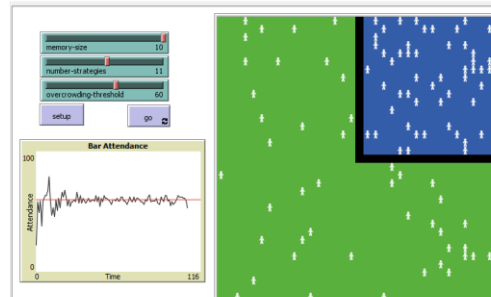 memory-size 10
number-strategies 11
overcrowding-threshold 60
setup go
Bar Attendance
100
Attendance
0
0 Time 116